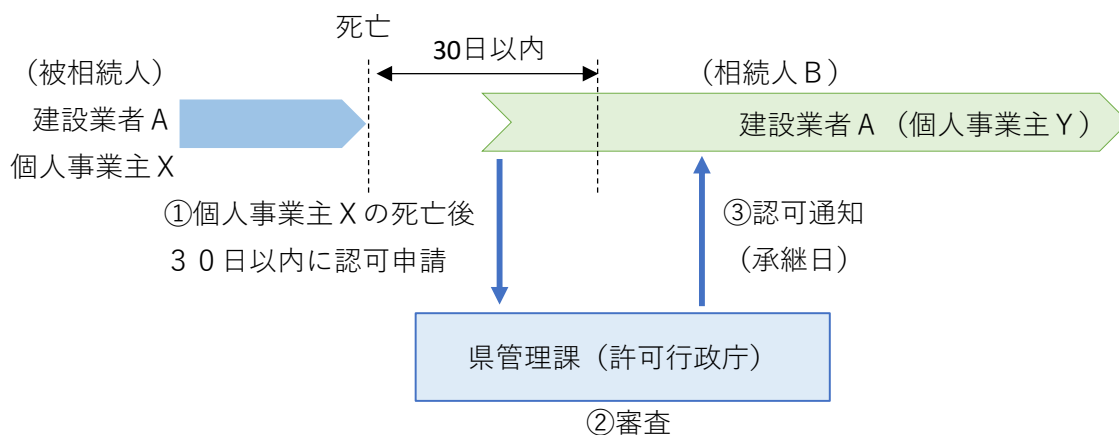 死亡
30日以内
（被相続人）
建設業者Ａ
個人事業主Ｘ
（相続人Ｂ）
建設業者Ａ（個人事業主Ｙ）
①個人事業主Ｘの死亡後
３０日以内に認可申請
③認可通知
（承継日）
県管理課（許可行政庁）
②審査